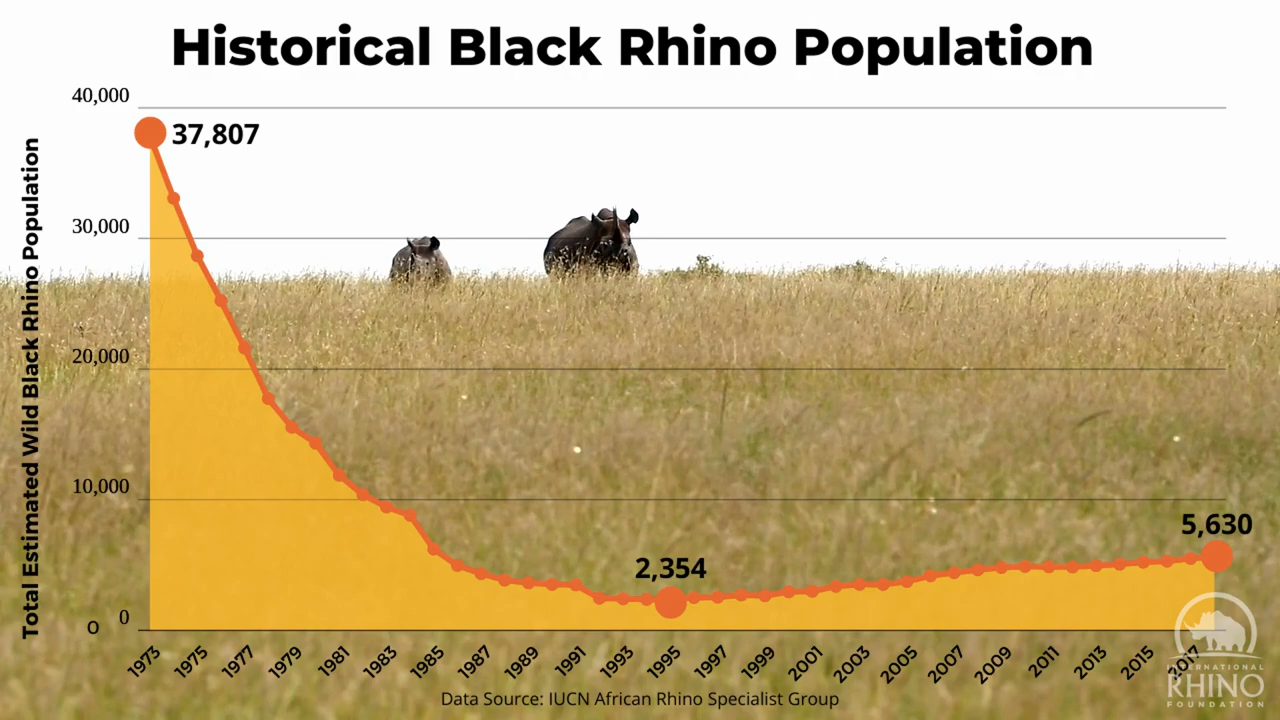 Historical Black Rhino Population
Total Estimated Wild Black Rhino Population
40,000
37,807
30,000
20,000
10,000
5,630
2,354
0
0
1973 1975 1977 1979 1981 1983 1985 1987 1989 1991 1993 1995 1997 1999 2001 2003 2005 2007 2009 2011 2013 2015 2017
Data Source: IUCN African Rhino Specialist Group
INTERNATIONAL
RHINO
FOUNDATION